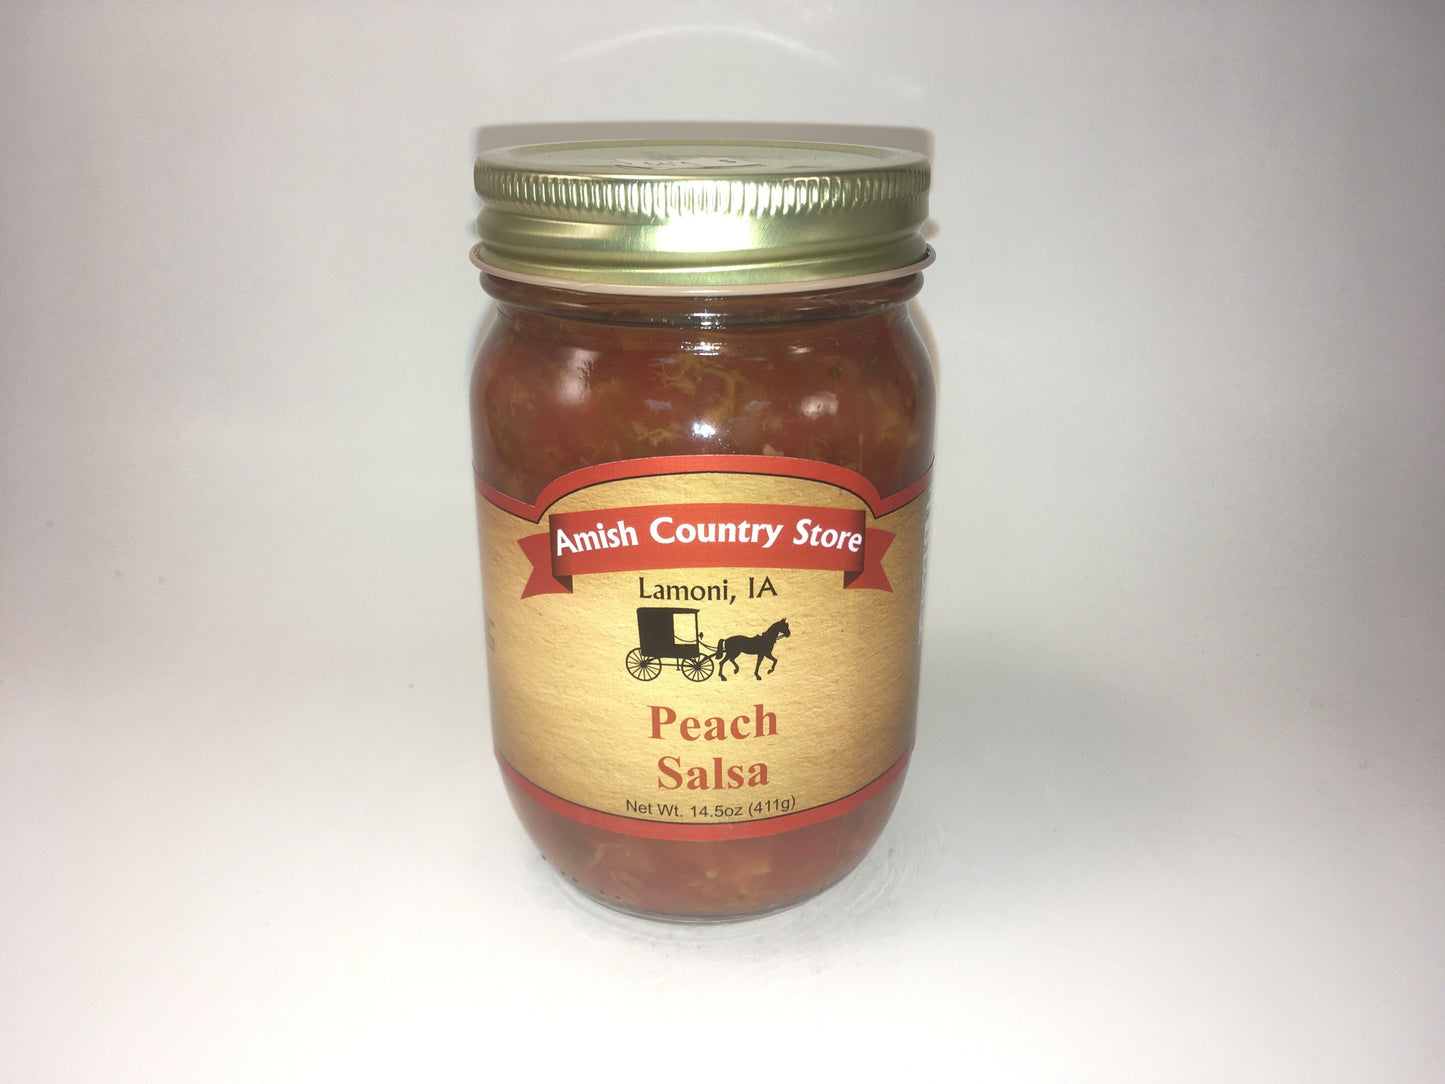 Amish Country Store
Lamoni, IA
Peach
Salsa
Net Wt. 14.5oz (411g)